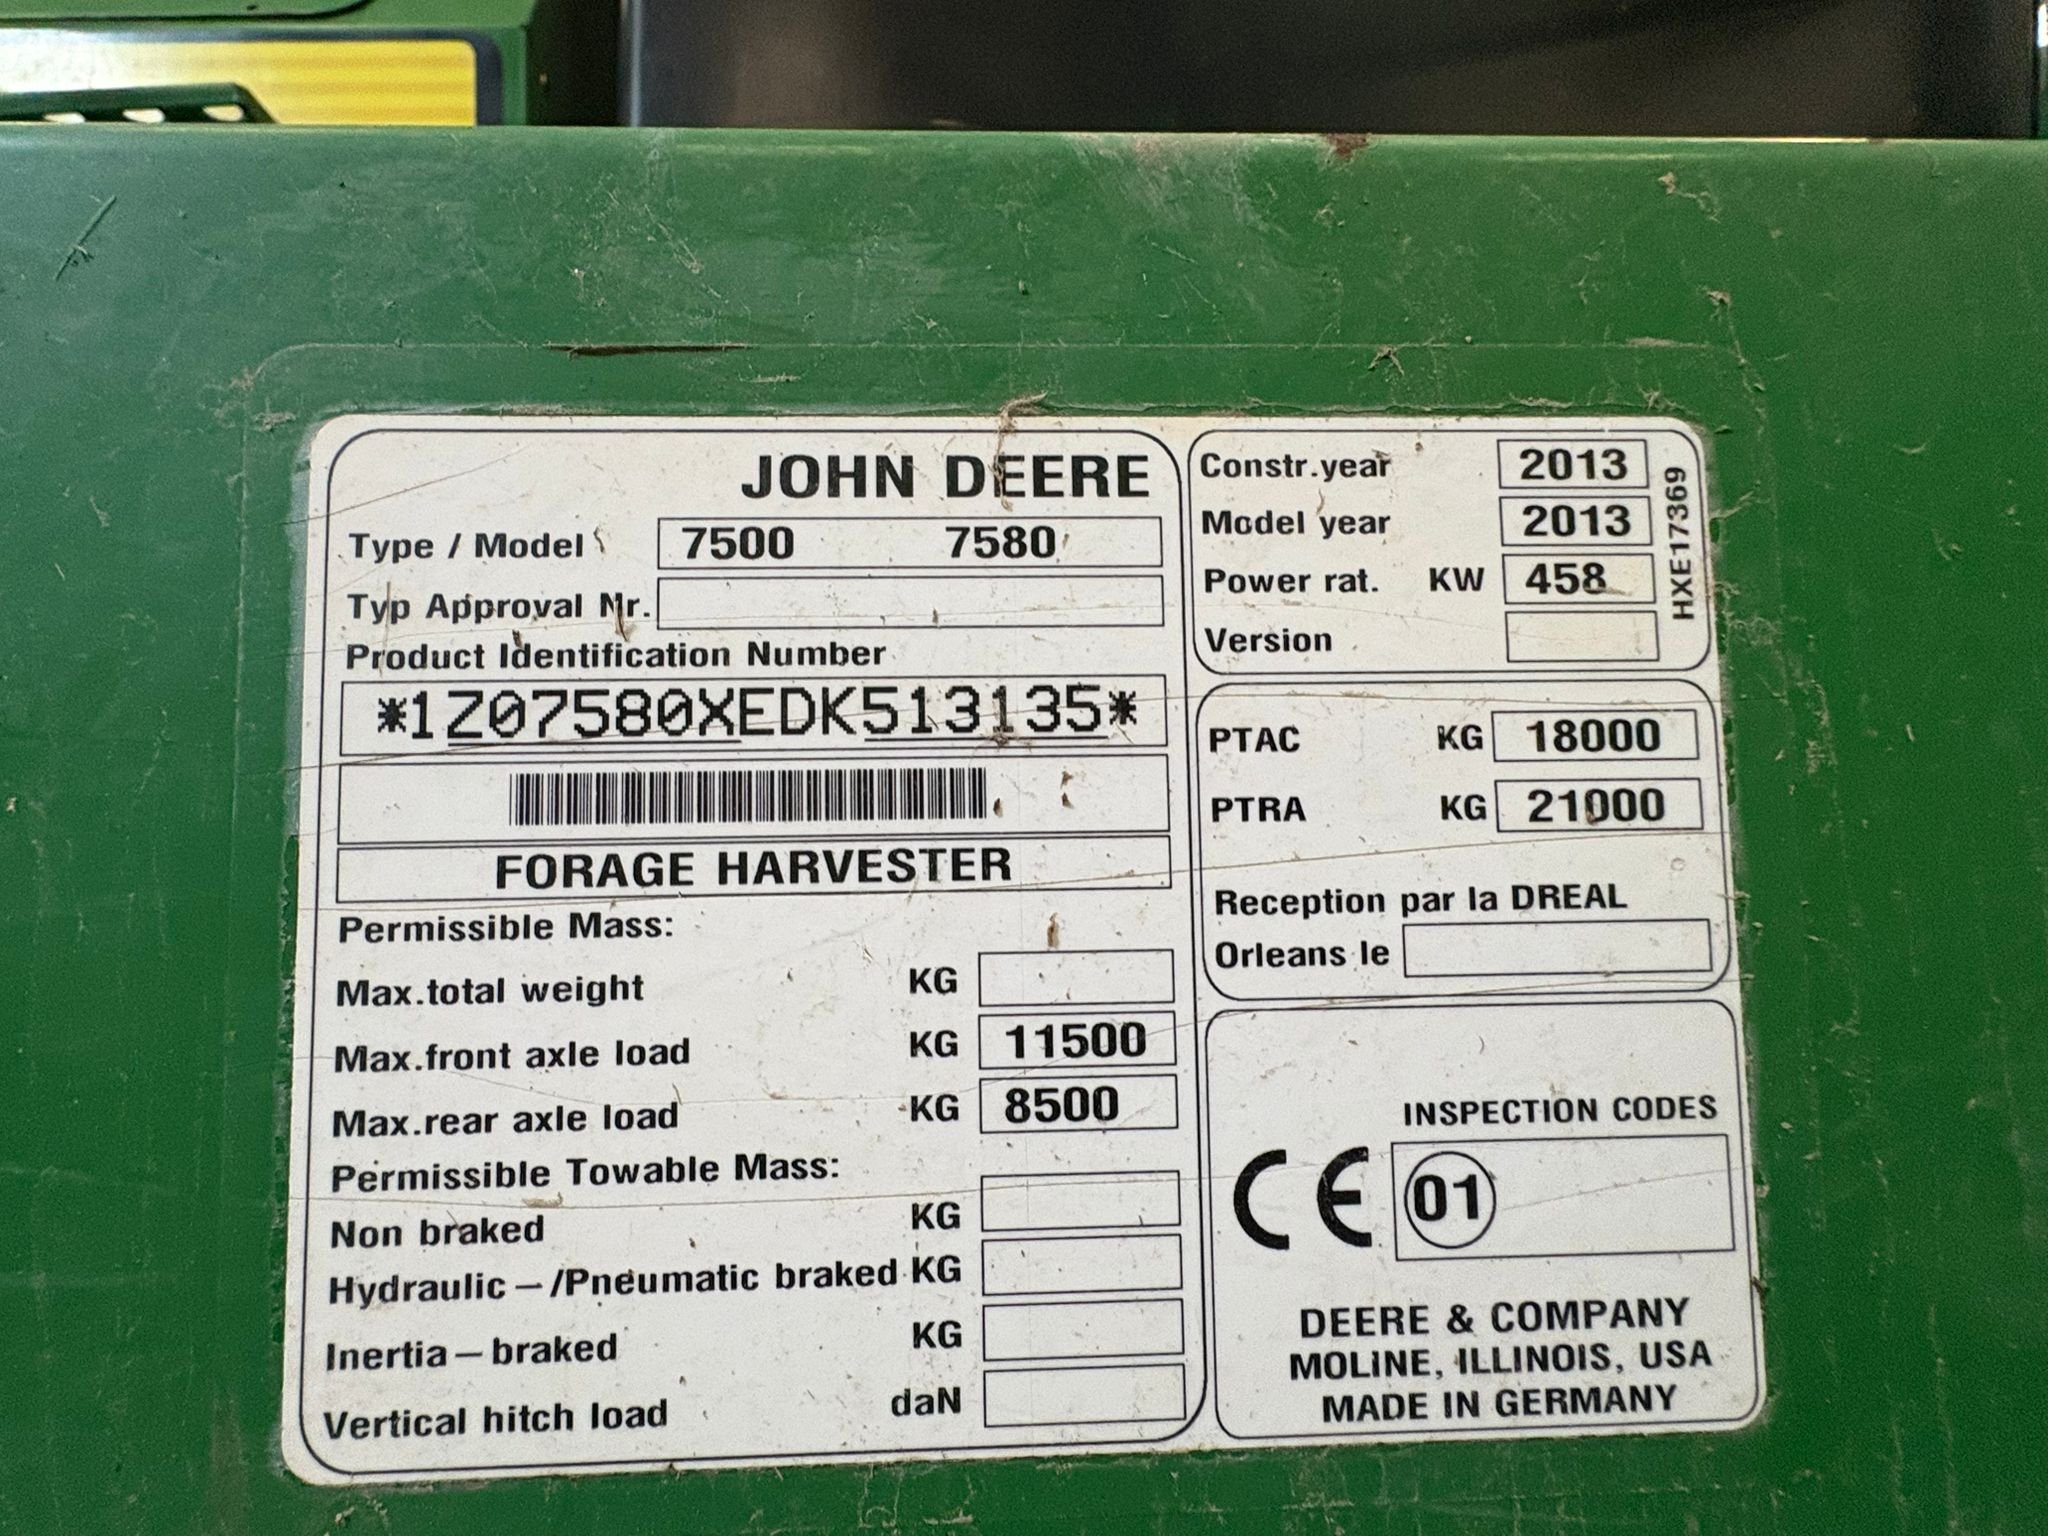 JOHN DEERE
Type / Model 7500 7580
Typ Approval Nr.
Product Identification Number
*1Z07580XEDK513135*
FORAGE HARVESTER
Permissible Mass:
Max.total weight KG
Max.front axle load KG 11500
Max.rear axle load KG 8500
Permissible Towable Mass:
Non braked KG
Hydraulic-/Pneumatic braked KG
Inertia-braked KG
Vertical hitch load daN
Constr.year 2013
Model year 2013
Power rat. KW 458
Version
HXE17369
PTAC KG 18000
PTRA KG 21000
Reception par la DREAL
Orleans le
INSPECTION CODES
CE 01
DEERE & COMPANY
MOLINE, ILLINOIS, USA
MADE IN GERMANY